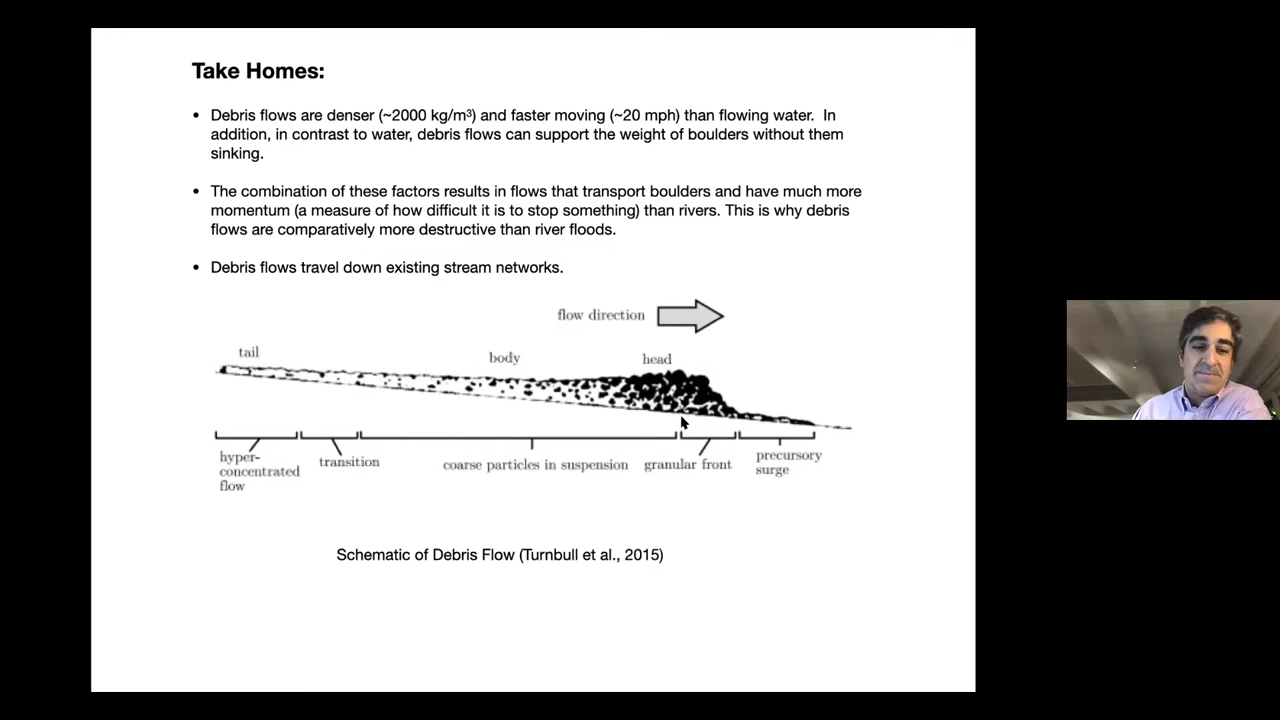 Take Homes:
• Debris flows are denser (~2000 kg/m³) and faster moving (~20 mph) than flowing water. In
addition, in contrast to water, debris flows can support the weight of boulders without them
sinking.
• The combination of these factors results in flows that transport boulders and have much more
momentum (a measure of how difficult it is to stop something) than rivers. This is why debris
flows are comparatively more destructive than river floods.
• Debris flows travel down existing stream networks.
flow direction
tail
body
head
hyper-
concentrated
flow
transition
coarse particles in suspension
granular front
precursory
surge
Schematic of Debris Flow (Turnbull et al., 2015)